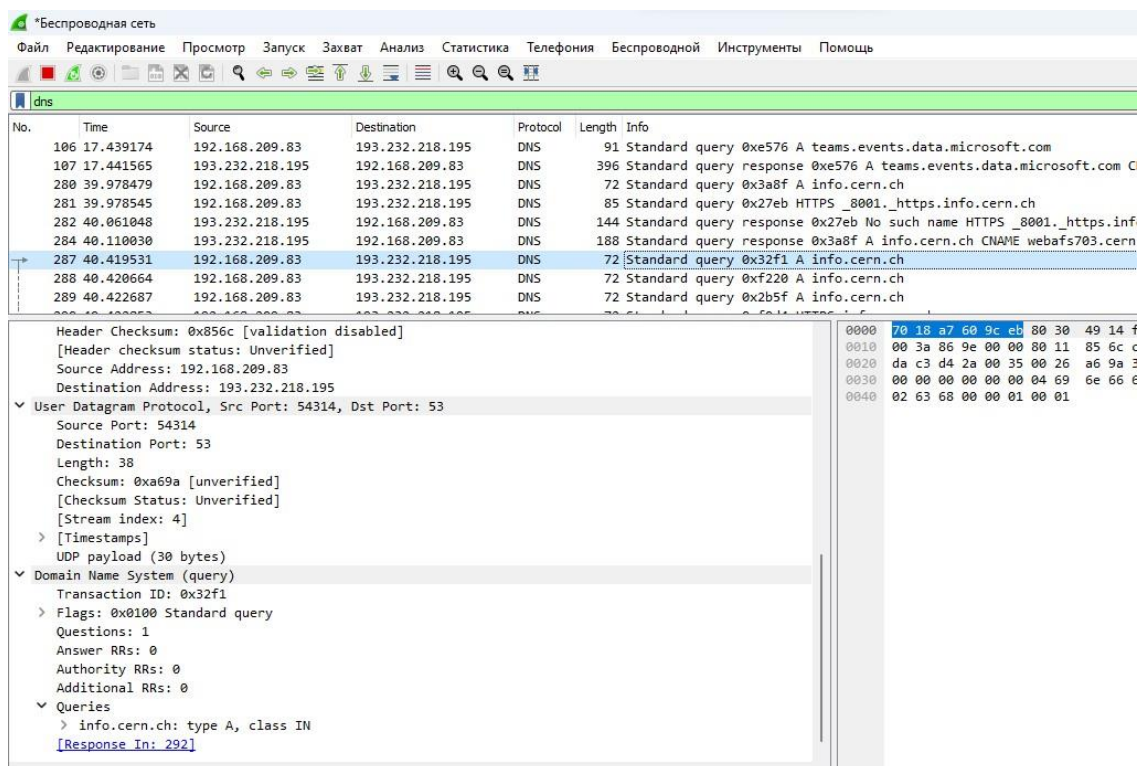 *Беспроводная сеть
Файл Редактирование Просмотр Запуск Захват Анализ Статистика Телефония Беспроводной Инструменты Помощь
dns
No. Time Source Destination Protocol Length Info
106 17.439174 192.168.209.83 193.232.218.195 DNS 91 Standard query 0xe576 A teams.events.data.microsoft.com
107 17.441565 193.232.218.195 192.168.209.83 DNS 396 Standard query response 0xe576 A teams.events.data.microsoft.com C
280 39.978479 192.168.209.83 193.232.218.195 DNS 72 Standard query 0x3a8f A info.cern.ch
281 39.978545 192.168.209.83 193.232.218.195 DNS 85 Standard query 0x27eb HTTPS _8001._https.info.cern.ch
282 40.061048 193.232.218.195 192.168.209.83 DNS 144 Standard query response 0x27eb No such name HTTPS _8001._https.inf
284 40.110030 193.232.218.195 192.168.209.83 DNS 188 Standard query response 0x3a8f A info.cern.ch CNAME webafs703.cern
287 40.419531 192.168.209.83 193.232.218.195 DNS 72 Standard query 0x32f1 A info.cern.ch
288 40.420664 192.168.209.83 193.232.218.195 DNS 72 Standard query 0xf220 A info.cern.ch
289 40.422687 192.168.209.83 193.232.218.195 DNS 72 Standard query 0x2b5f A info.cern.ch
Header Checksum: 0x856c [validation disabled]
[Header checksum status: Unverified]
Source Address: 192.168.209.83
Destination Address: 193.232.218.195
User Datagram Protocol, Src Port: 54314, Dst Port: 53
Source Port: 54314
Destination Port: 53
Length: 38
Checksum: 0xa69a [unverified]
[Checksum Status: Unverified]
[Stream index: 4]
[Timestamps]
UDP payload (30 bytes)
Domain Name System (query)
Transaction ID: 0x32f1
Flags: 0x0100 Standard query
Questions: 1
Answer RRs: 0
Authority RRs: 0
Additional RRs: 0
Queries
info.cern.ch: type A, class IN
[Response In: 292]
0000 70 18 a7 60 9c eb 80 30 49 14 f
0010 00 3a 86 9e 00 00 80 11 85 6c c
0020 da c3 d4 2a 00 35 00 26 a6 9a 3
0030 00 00 00 00 00 00 04 69 6e 66 6
0040 02 63 68 00 00 01 00 01